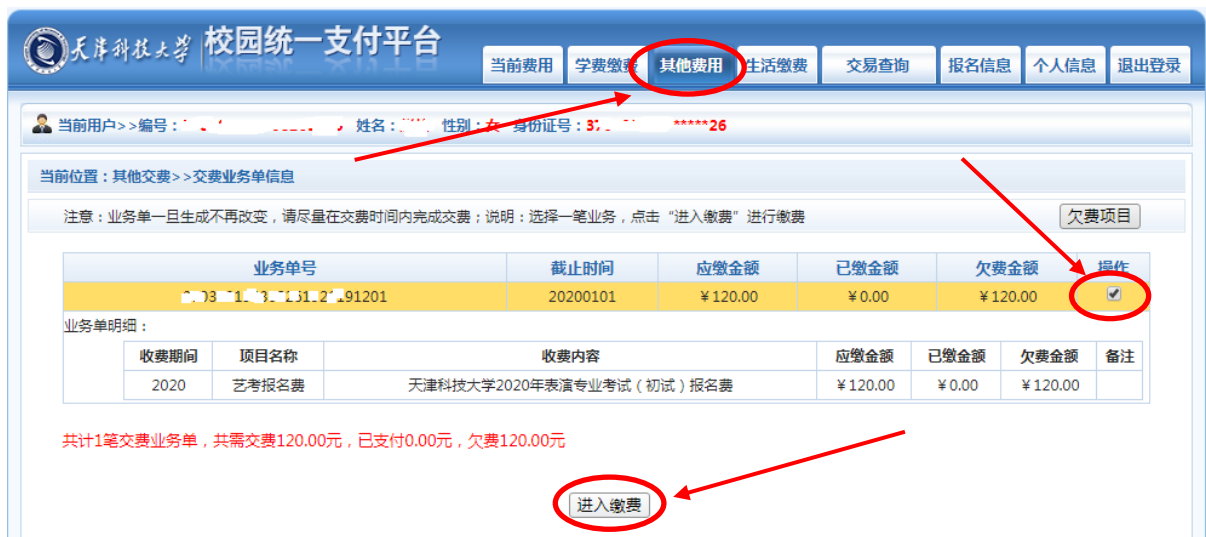 天津科技大学 校园统一支付平台
当前费用 学费缴费 其他费用 生活缴费 交易查询 报名信息 个人信息 退出登录
当前用户>>编号： 姓名： 性别：女 身份证号：37 *****26
当前位置：其他交费>>交费业务单信息
注意：业务单一旦生成不再改变，请尽量在交费时间内完成交费；说明：选择一笔业务，点击“进入缴费”进行缴费 欠费项目
业务单号 截止时间 应缴金额 已缴金额 欠费金额 操作
191201 20200101 ￥120.00 ￥0.00 ￥120.00
业务单明细：
收费期间 项目名称 收费内容 应缴金额 已缴金额 欠费金额 备注
2020 艺考报名费 天津科技大学2020年表演专业考试（初试）报名费 ￥120.00 ￥0.00 ￥120.00
共计1笔交费业务单，共需交费120.00元，已支付0.00元，欠费120.00元
进入缴费